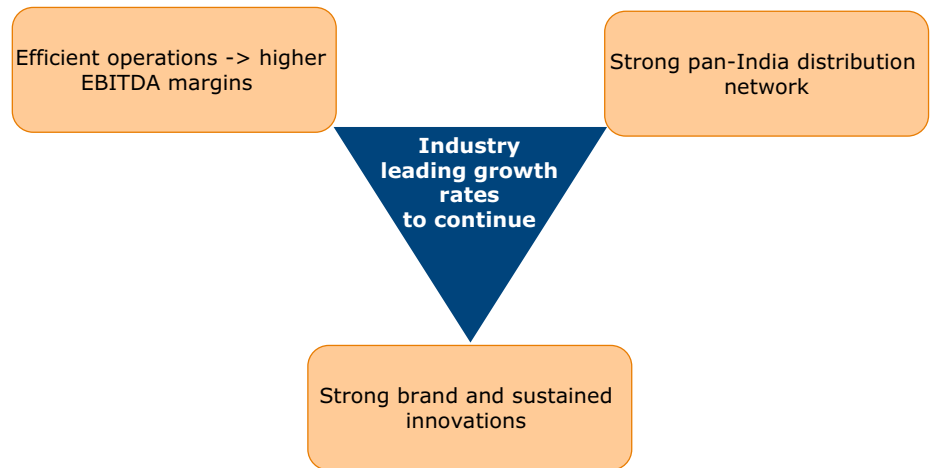 Efficient operations -> higher
EBITDA margins
Strong pan-India distribution
network
Industry
leading growth
rates
to continue
Strong brand and sustained
innovations